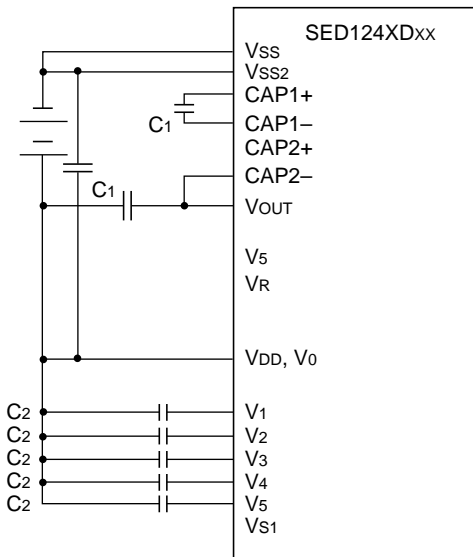 SED124XDXX
VSS
VSS2
CAP1+
C1
CAP1–
CAP2+
C1
CAP2–
VOUT
V5
VR
VDD, V0
C2
V1
C2
V2
C2
V3
C2
V4
C2
V5
VS1